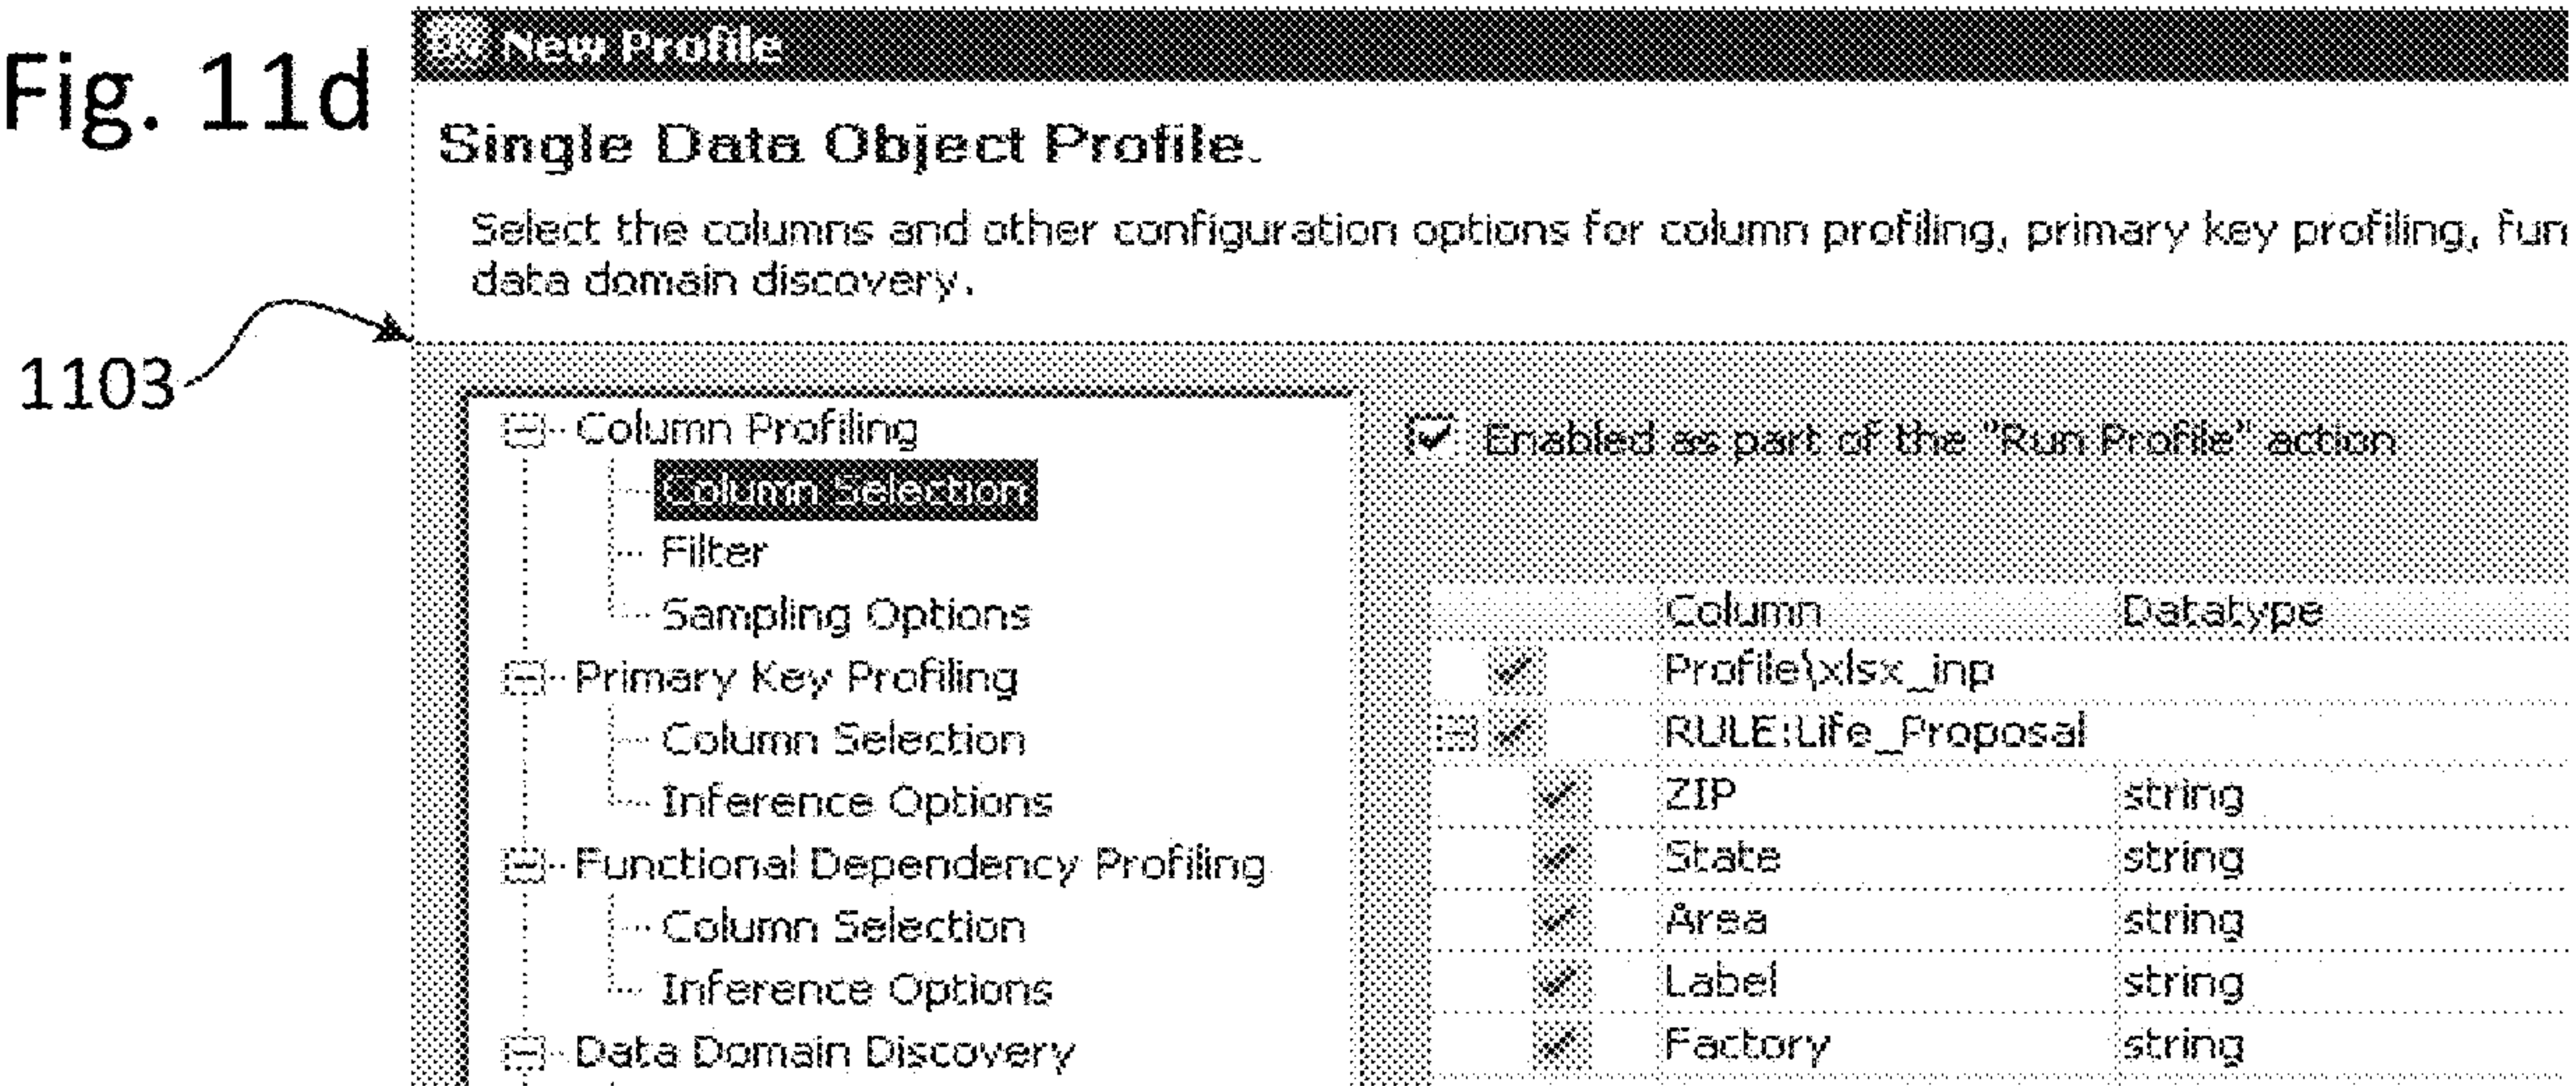 Fig. 11d
New Profile
Single Data Object Profile.
Select the columns and other configuration options for column profiling, primary key profiling, fun
data domain discovery.
1103
Column Profiling
Column Selection
Filter
Sampling Options
Primary Key Profiling
Column Selection
Inference Options
Functional Dependency Profiling
Column Selection
Inference Options
Data Domain Discovery
Enabled as part of the "Run Profile" action
Column Datatype
Profile\xlsx_inp
RULE:Life_Proposal
ZIP string
State string
Area string
Label string
Factory string